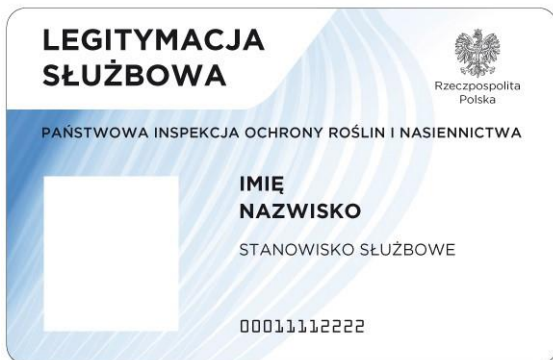 LEGITYMACJA
SŁUŻBOWA
Rzeczpospolita
Polska
PAŃSTWOWA INSPEKCJA OCHRONY ROŚLIN I NASIENNICTWA
IMIĘ
NAZWISKO
STANOWISKO SŁUŻBOWE
00011112222